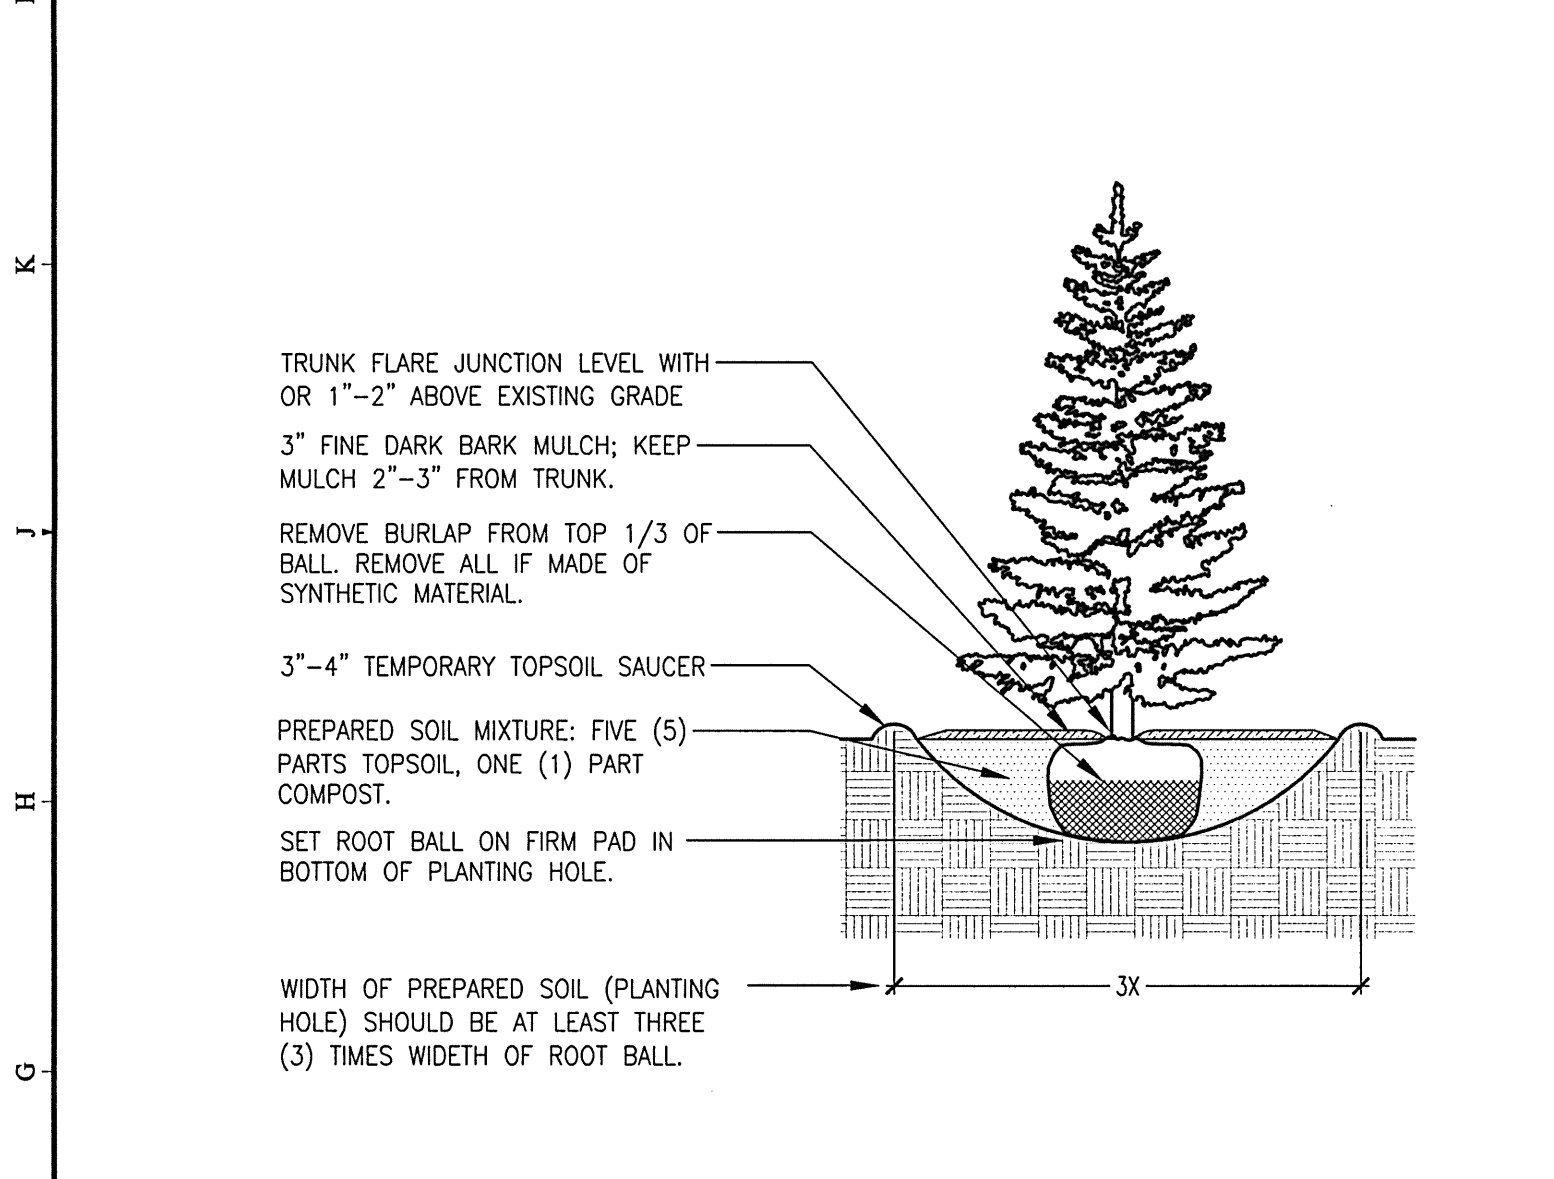 K
J
H
G
TRUNK FLARE JUNCTION LEVEL WITH
OR 1"-2" ABOVE EXISTING GRADE
3" FINE DARK BARK MULCH; KEEP
MULCH 2"-3" FROM TRUNK.
REMOVE BURLAP FROM TOP 1/3 OF
BALL. REMOVE ALL IF MADE OF
SYNTHETIC MATERIAL.
3"-4" TEMPORARY TOPSOIL SAUCER
PREPARED SOIL MIXTURE: FIVE (5)
PARTS TOPSOIL, ONE (1) PART
COMPOST.
SET ROOT BALL ON FIRM PAD IN
BOTTOM OF PLANTING HOLE.
WIDTH OF PREPARED SOIL (PLANTING
HOLE) SHOULD BE AT LEAST THREE
(3) TIMES WIDETH OF ROOT BALL.
3X